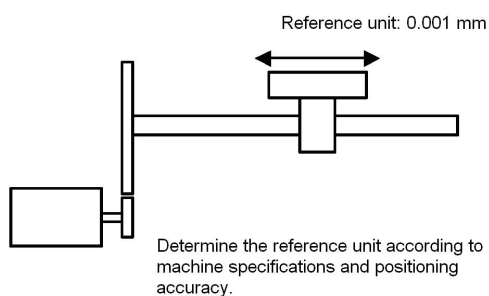 Reference unit: 0.001 mm
Determine the reference unit according to
machine specifications and positioning
accuracy.